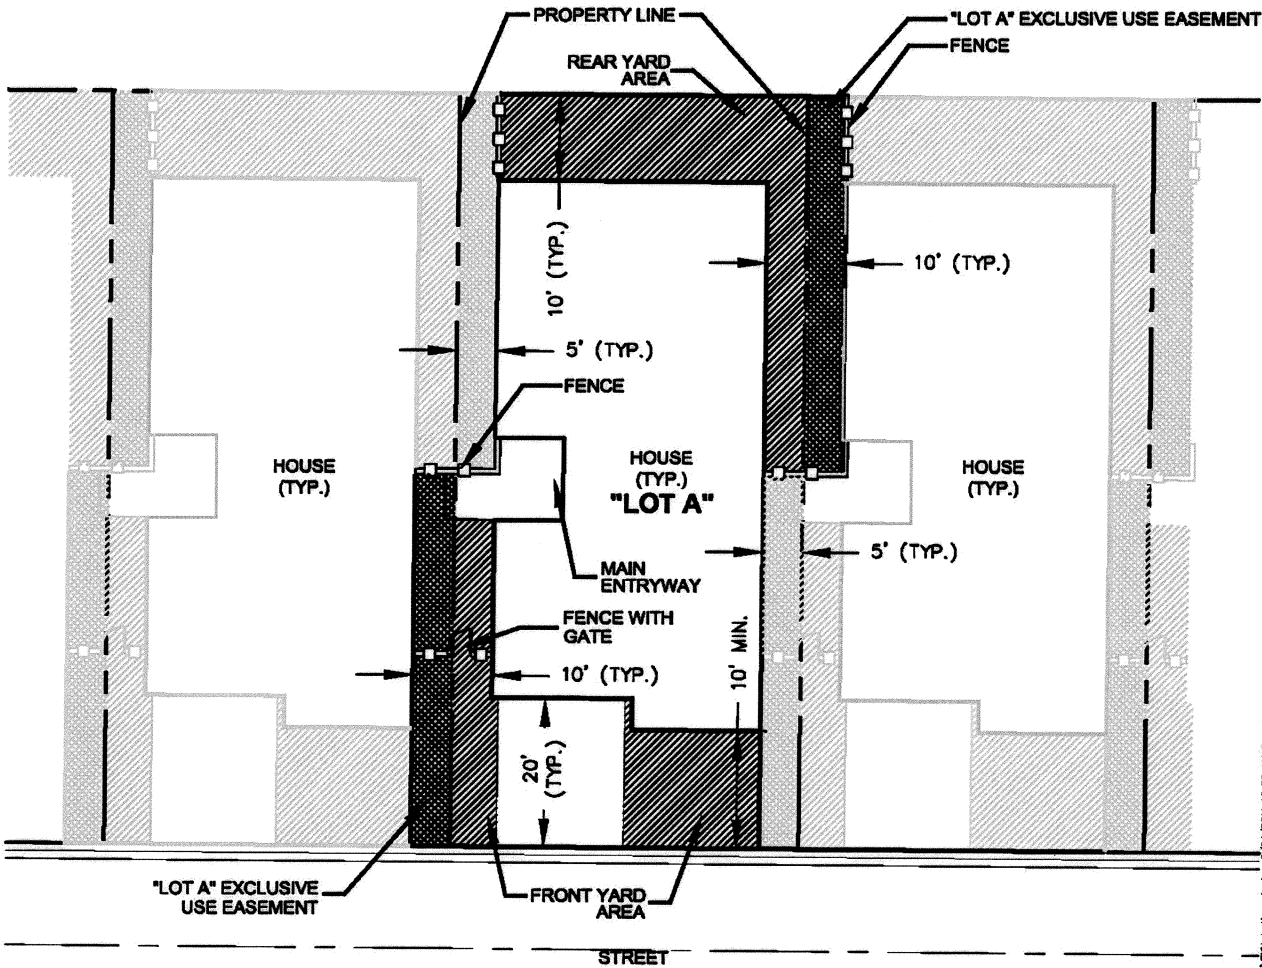 PROPERTY LINE
"LOT A" EXCLUSIVE USE EASEMENT
FENCE
REAR YARD
AREA
10' (TYP.)
10' (TYP.)
5' (TYP.)
FENCE
HOUSE
(TYP.)
HOUSE
(TYP.)
"LOT A"
HOUSE
(TYP.)
5' (TYP.)
MAIN
ENTRYWAY
FENCE WITH
GATE
10' (TYP.)
10' MIN.
20'
(TYP.)
"LOT A" EXCLUSIVE
USE EASEMENT
FRONT YARD
AREA
STREET